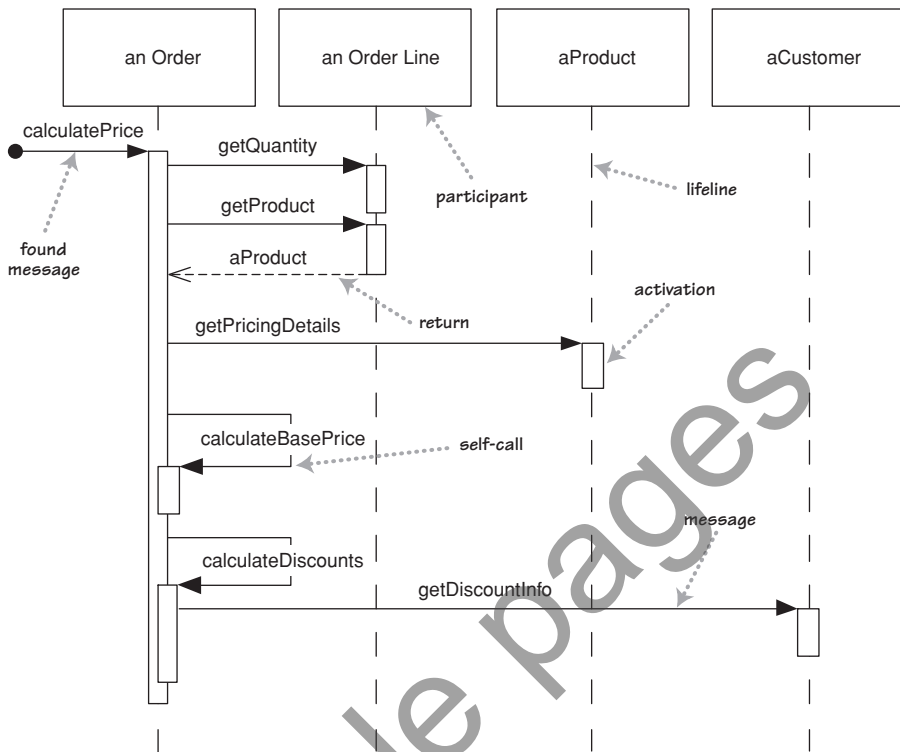 an Order
an Order Line
aProduct
aCustomer
calculatePrice
getQuantity
participant
lifeline
getProduct
found
message
aProduct
return
activation
getPricingDetails
calculateBasePrice
self-call
message
calculateDiscounts
getDiscountInfo
pages